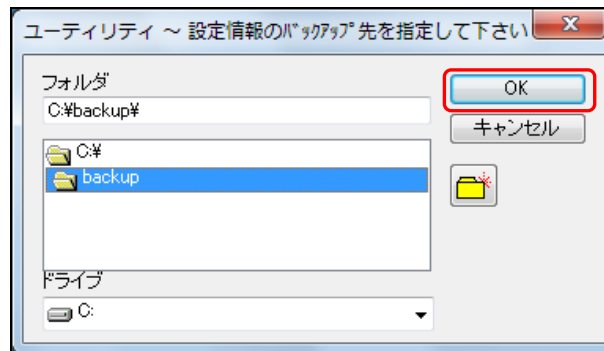 ユーティリティ ～ 設定情報のﾊﾞｯｸｱｯﾌﾟ先を指定して下さい
フォルダ
C:¥backup¥
OK
キャンセル
C:¥
backup
ドライブ
C: